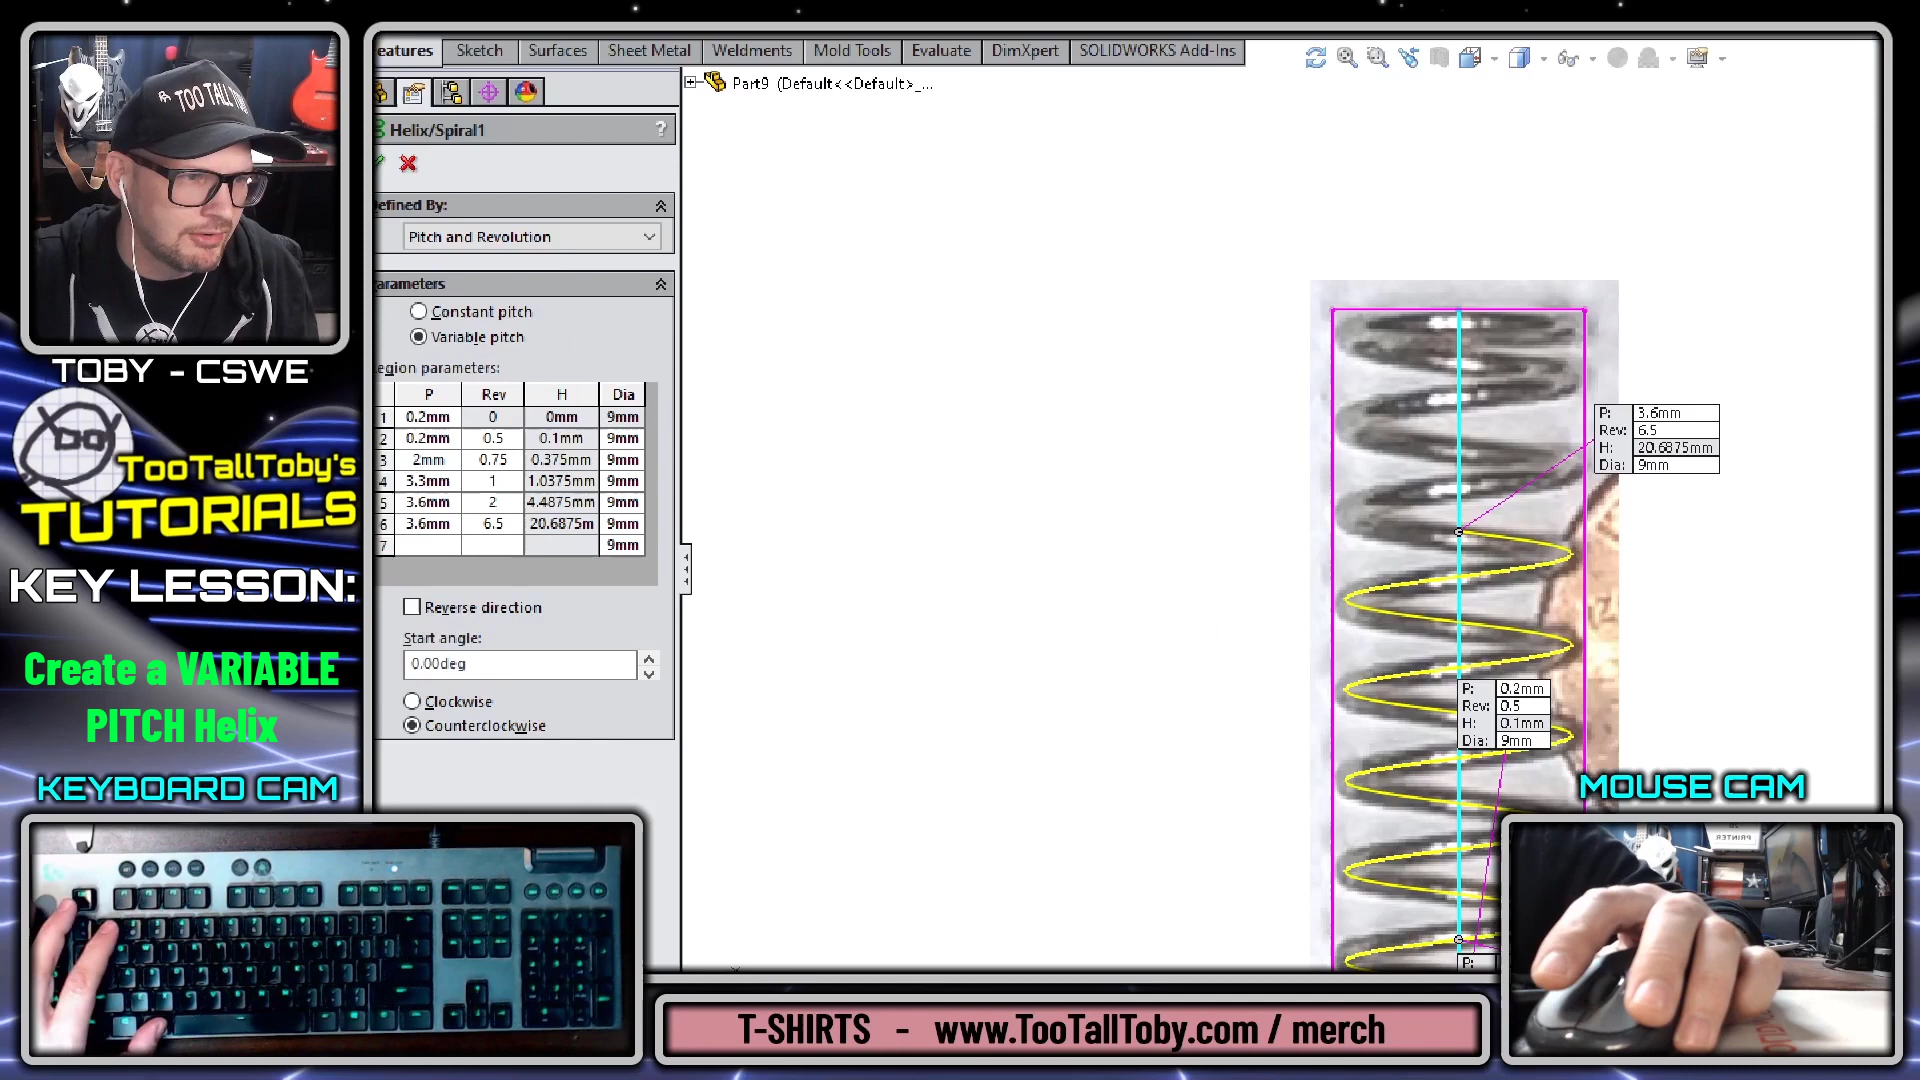 eatures Sketch Surfaces Sheet Metal Weldments Mold Tools Evaluate DimXpert SOLIDWORKS Add-Ins
Part9 (Default<<Default>_...
Helix/Spiral1 ?
efined By:
Pitch and Revolution
arameters
Constant pitch
Variable pitch
egion parameters:
P Rev H Dia
1 0.2mm 0 0mm 9mm
2 0.2mm 0.5 0.1mm 9mm
3 2mm 0.75 0.375mm 9mm
4 3.3mm 1 1.0375mm 9mm
5 3.6mm 2 4.4875mm 9mm
6 3.6mm 6.5 20.6875m 9mm
7 9mm
Reverse direction
Start angle:
0.00deg
Clockwise
Counterclockwise
P: 3.6mm
Rev: 6.5
H: 20.6875mm
Dia: 9mm
P: 0.2mm
Rev: 0.5
H: 0.1mm
Dia: 9mm
P:
TOO TALL TO
TOBY - CSWE
TooTallToby's
TUTORIALS
KEY LESSON:
Create a VARIABLE
PITCH Helix
KEYBOARD CAM
MOUSE CAM
T-SHIRTS - www.TooTallToby.com / merch